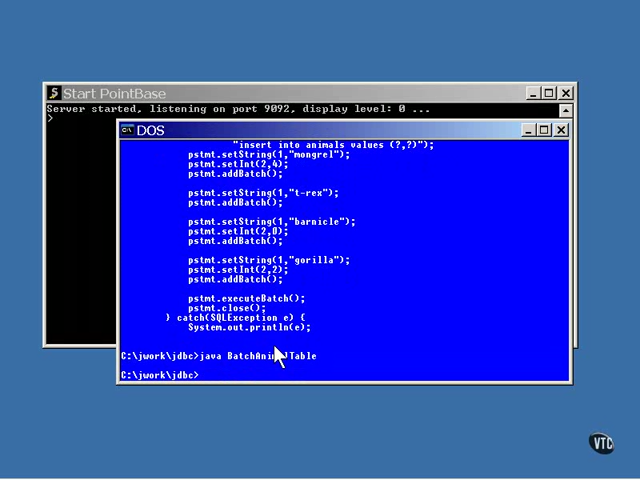 Start PointBase
Server started, listening on port 9092, display level: 0 ...
>
DOS
"insert into animals values (?,?)");
pstmt.setString(1,"mongrel");
pstmt.setInt(2,4);
pstmt.addBatch();
pstmt.setString(1,"t-rex");
pstmt.addBatch();
pstmt.setString(1,"barnicle");
pstmt.setInt(2,0);
pstmt.addBatch();
pstmt.setString(1,"gorilla");
pstmt.setInt(2,2);
pstmt.addBatch();
pstmt.executeBatch();
pstmt.close();
} catch(SQLException e) {
System.out.println(e);
C:\jwork\jdbc>java BatchAnimalTable
C:\jwork\jdbc>
VTC